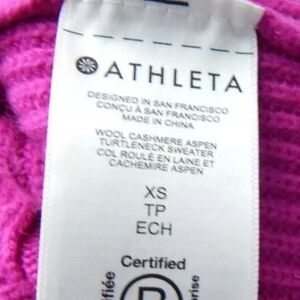 ATHLETA
DESIGNED IN SAN FRANCISCO
CONÇU À SAN FRANCISCO
MADE IN CHINA
WOOL CASHMERE ASPEN
TURTLENECK SWEATER
COL ROULÉ EN LAINE ET
CACHEMIRE ASPEN
XS
TP
ECH
Certified
B